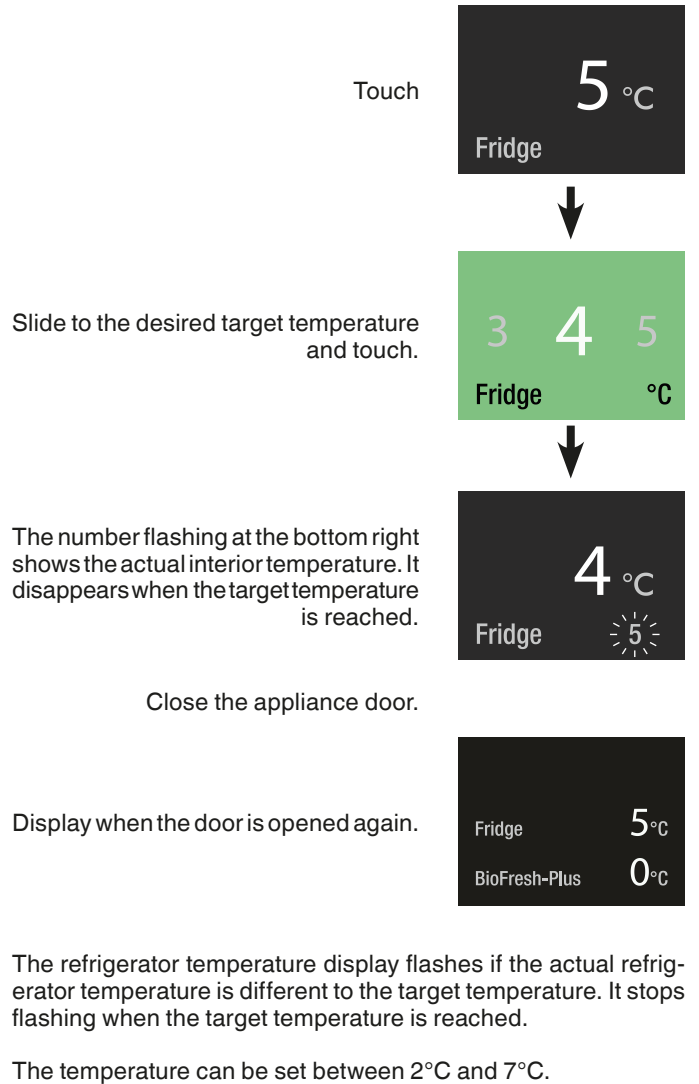 Touch
5 °C
Fridge
Slide to the desired target temperature
and touch.
3 4 5
Fridge °C
The number flashing at the bottom right
shows the actual interior temperature. It
disappears when the target temperature
is reached.
4 °C
Fridge 5
Close the appliance door.
Display when the door is opened again.
Fridge 5°C
BioFresh-Plus 0°C
The refrigerator temperature display flashes if the actual refrig-
erator temperature is different to the target temperature. It stops
flashing when the target temperature is reached.
The temperature can be set between 2°C and 7°C.